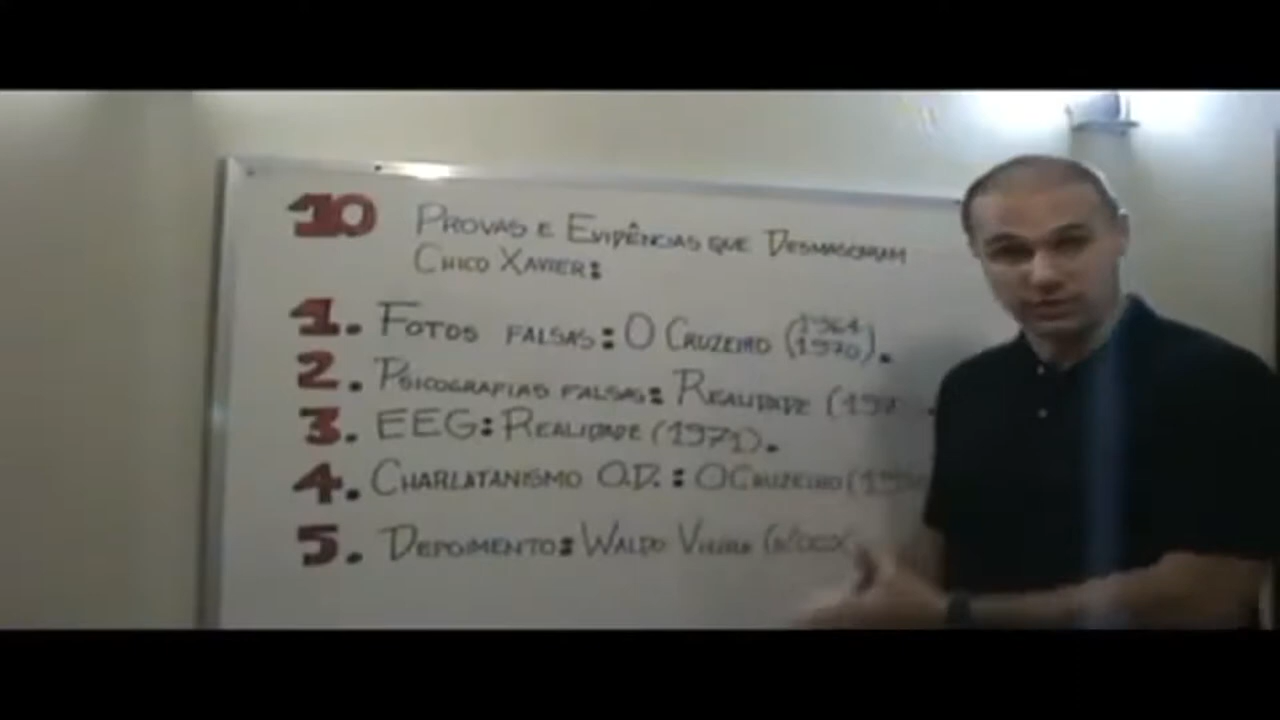 10 PROVAS E EVIDÊNCIAS QUE DESMASCARAM
CHICO XAVIER:
1. FOTOS FALSAS: O CRUZEIRO (1964 1970).
2. PSICOGRAFIAS FALSAS: REALIDADE
3. EEG: REALIDADE (1971).
4. CHARLATANISMO O.D.: O CRUZEIRO
5. DEPOIMENTO: WALDO VIEIRA